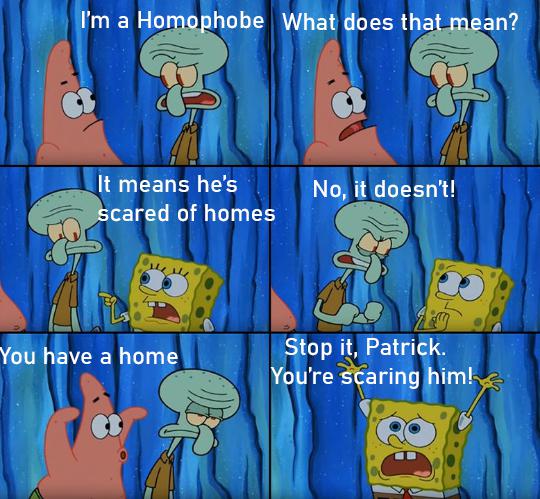 I'm a Homophobe
What does that mean?
It means he's
scared of homes
No, it doesn't!
You have a home
Stop it, Patrick.
You're scaring him!